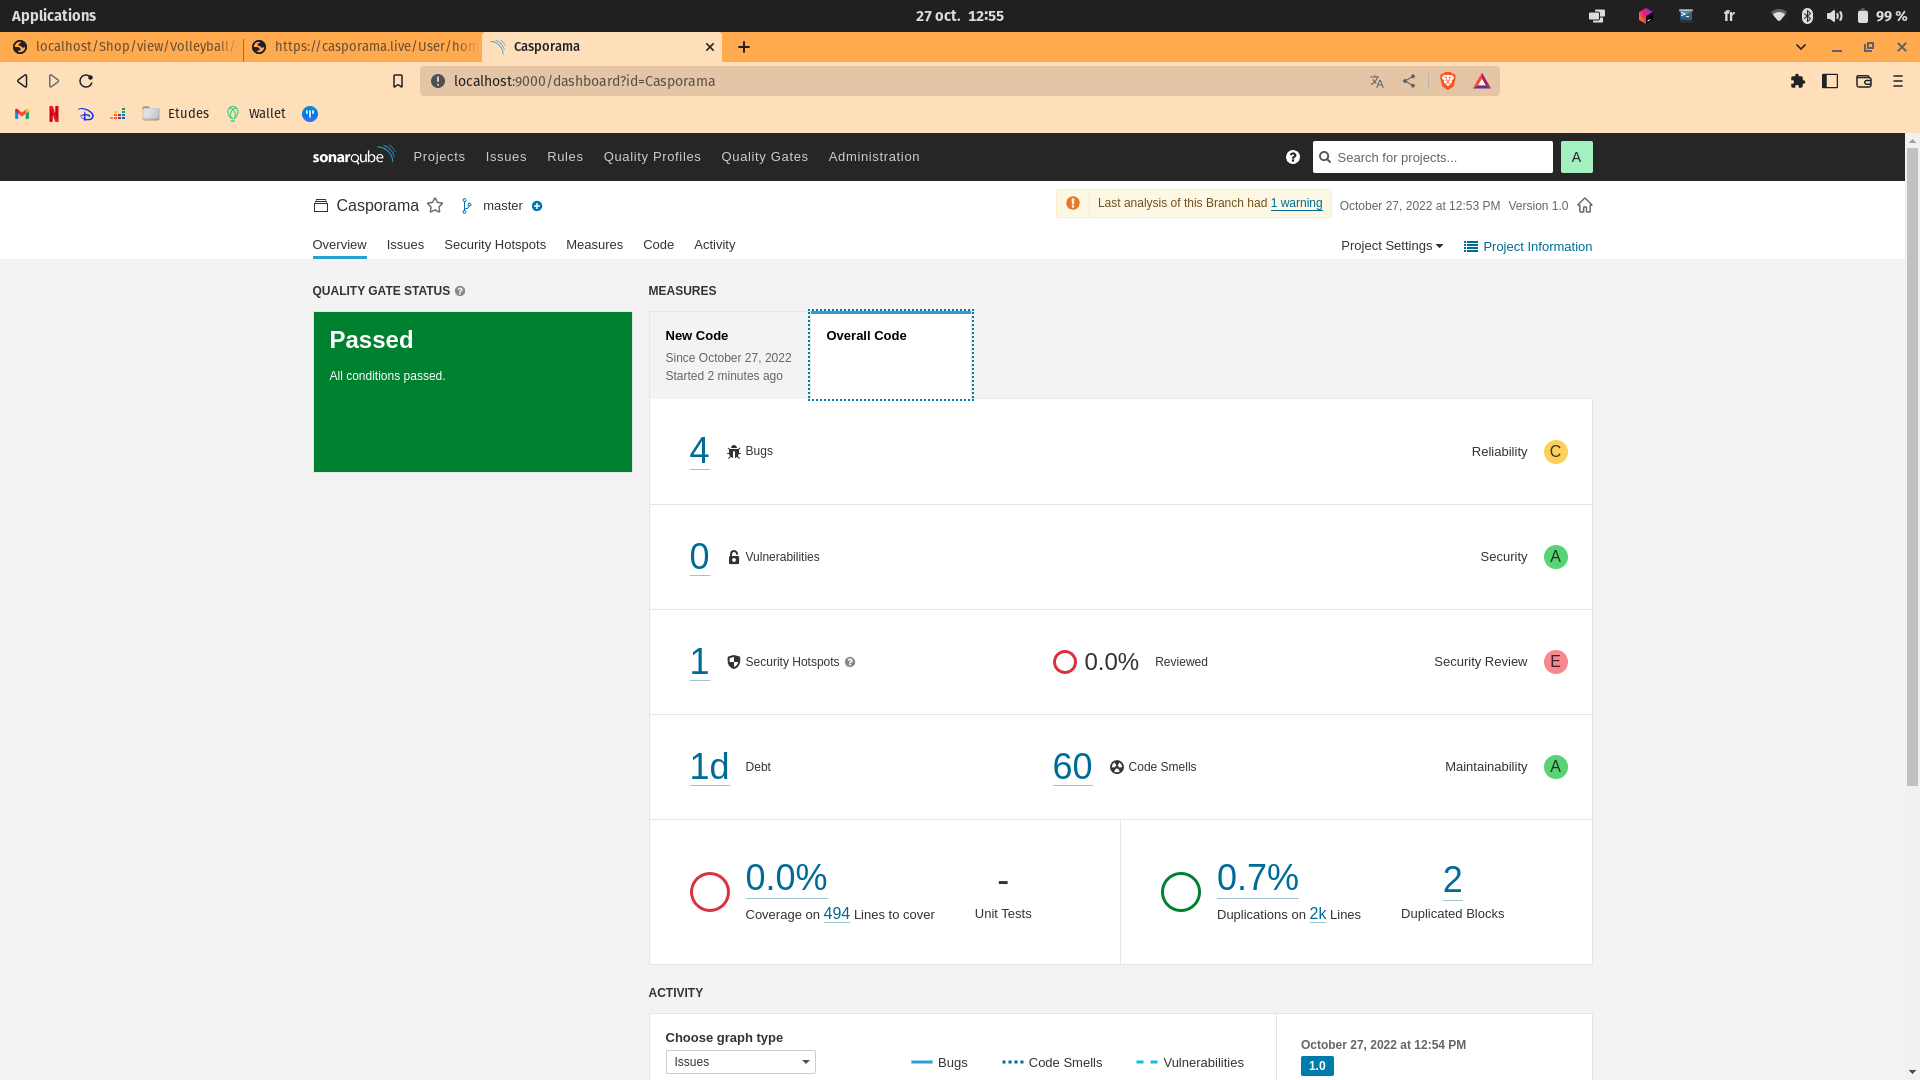 Applications
27 oct. 12:55
fr
99 %
localhost/Shop/view/Volleyball/
https://casporama.live/User/hom
Casporama
localhost:9000/dashboard?id=Casporama
Etudes
Wallet
sonarqube
Projects
Issues
Rules
Quality Profiles
Quality Gates
Administration
Search for projects...
A
Casporama
master
Last analysis of this Branch had 1 warning
October 27, 2022 at 12:53 PM
Version 1.0
Overview
Issues
Security Hotspots
Measures
Code
Activity
Project Settings
Project Information
QUALITY GATE STATUS
MEASURES
Passed
All conditions passed.
New Code
Since October 27, 2022
Started 2 minutes ago
Overall Code
4
Bugs
Reliability
C
0
Vulnerabilities
Security
A
1
Security Hotspots
0.0%
Reviewed
Security Review
E
1d
Debt
60
Code Smells
Maintainability
A
0.0%
Coverage on 494 Lines to cover
-
Unit Tests
0.7%
Duplications on 2k Lines
2
Duplicated Blocks
ACTIVITY
Choose graph type
Issues
Bugs
Code Smells
Vulnerabilities
October 27, 2022 at 12:54 PM
1.0